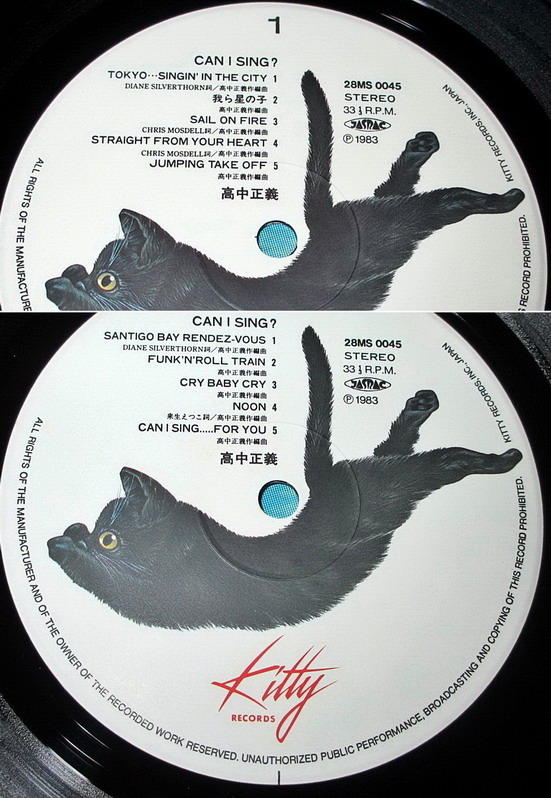 1
CAN I SING?
TOKYO…SINGIN' IN THE CITY 1
DIANE SILVERTHORN詞／高中正義作編曲
我ら星の子 2
高中正義作編曲
SAIL ON FIRE 3
CHRIS MOSDELL詞／高中正義作編曲
STRAIGHT FROM YOUR HEART 4
CHRIS MOSDELL詞／高中正義作編曲
JUMPING TAKE OFF 5
高中正義作編曲
高中正義
28MS 0045
STEREO
33⅓ R.P.M.
JASRAC
Ⓟ1983
KITTY RECORDS, INC., JAPAN
ALL RIGHTS OF THE MANUFACTURE
S RECORD PROHIBITED.
CAN I SING?
SANTIGO BAY RENDEZ-VOUS 1
DIANE SILVERTHORN詞／高中正義作編曲
FUNK'N'ROLL TRAIN 2
高中正義作編曲
CRY BABY CRY 3
高中正義作編曲
NOON 4
来生えつこ詞／高中正義作編曲
CAN I SING.....FOR YOU 5
高中正義作編曲
高中正義
28MS 0045
STEREO
33⅓ R.P.M.
JASRAC
Ⓟ1983
KITTY RECORDS, INC., JAPAN
Kitty
RECORDS
ALL RIGHTS OF THE MANUFACTURER AND OF THE OWNER OF THE RECORDED WORK RESERVED. UNAUTHORIZED PUBLIC PERFORMANCE, BROADCASTING AND COPYING OF THIS RECORD PROHIBITED.